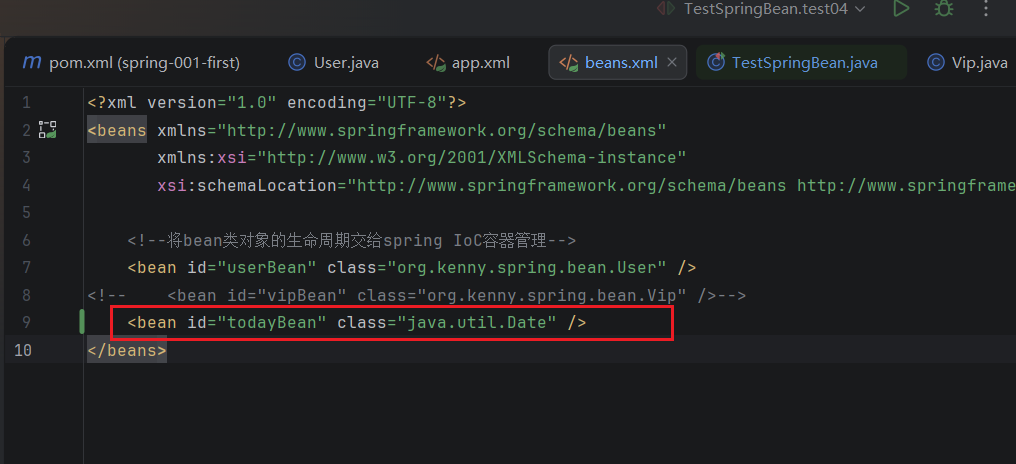 TestSpringBean.test04
pom.xml (spring-001-first)
User.java
app.xml
beans.xml
TestSpringBean.java
Vip.java
1 <?xml version="1.0" encoding="UTF-8"?>
2 <beans xmlns="http://www.springframework.org/schema/beans"
3 xmlns:xsi="http://www.w3.org/2001/XMLSchema-instance"
4 xsi:schemaLocation="http://www.springframework.org/schema/beans http://www.springframe
5
6 <!--将bean类对象的生命周期交给spring IoC容器管理-->
7 <bean id="userBean" class="org.kenny.spring.bean.User" />
8 <!-- <bean id="vipBean" class="org.kenny.spring.bean.Vip" />-->
9 <bean id="todayBean" class="java.util.Date" />
10 </beans>